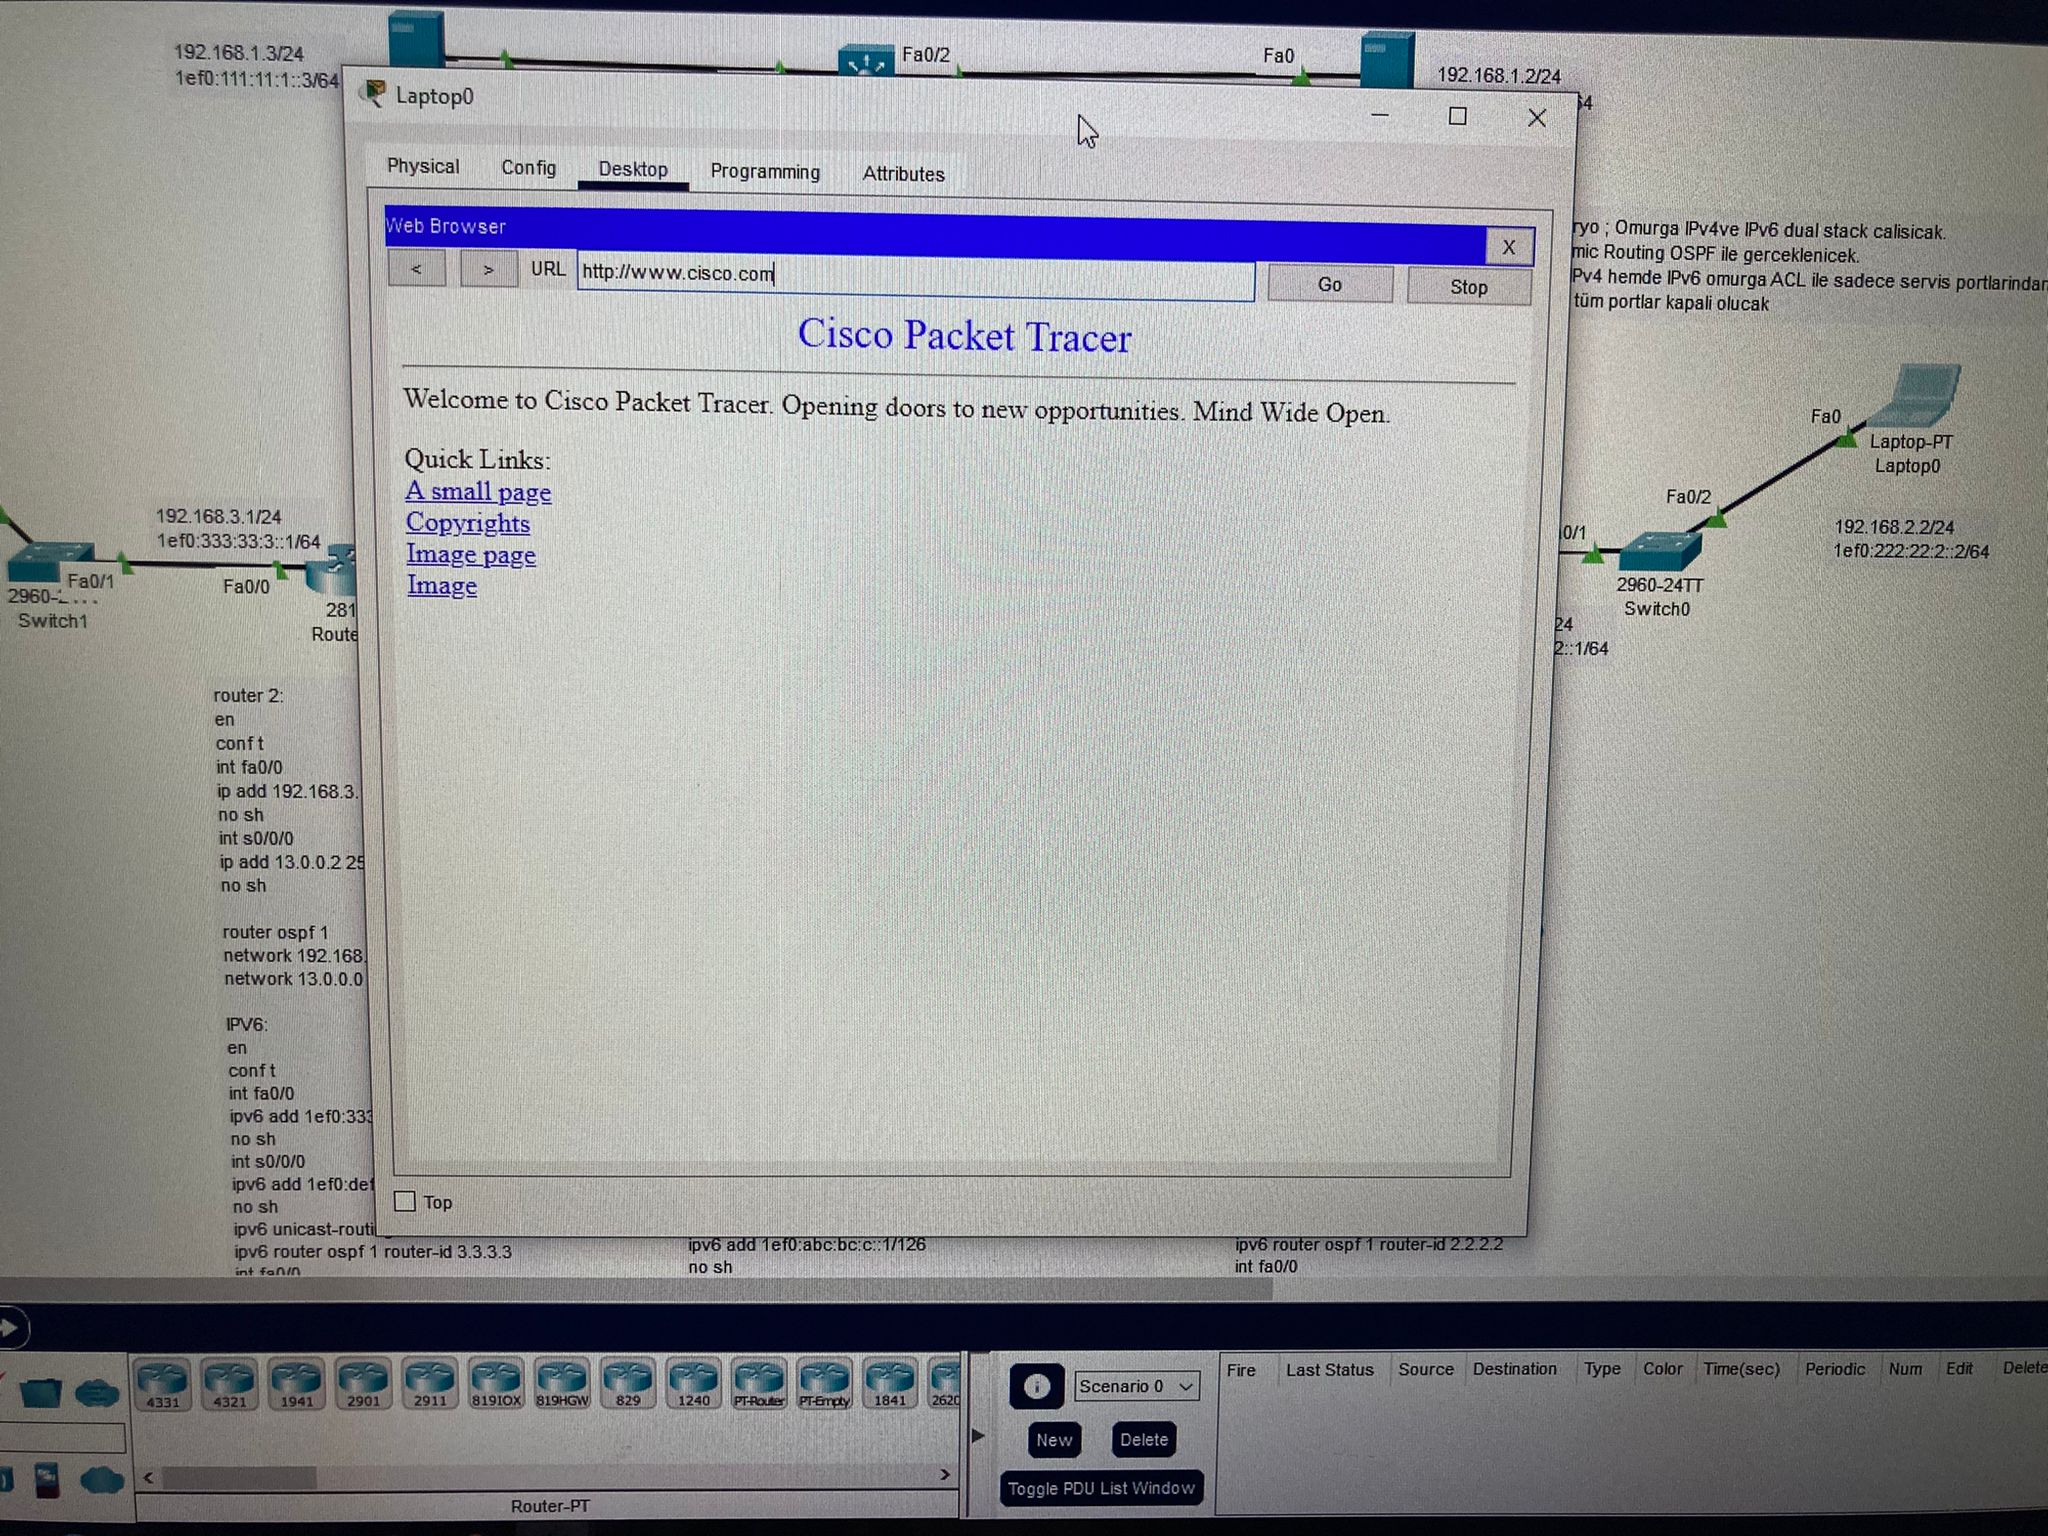 192.168.1.3/24
1ef0:111:11:1::3/64
Fa0/2
Fa0
192.168.1.2/24
64
Laptop0
Physical Config Desktop Programming Attributes
Web Browser
X
< > URL http://www.cisco.com Go Stop
Cisco Packet Tracer
Welcome to Cisco Packet Tracer. Opening doors to new opportunities. Mind Wide Open.
Quick Links:
A small page
Copyrights
Image page
Image
Top
ryo ; Omurga IPv4ve IPv6 dual stack calisicak.
mic Routing OSPF ile gerceklenicek.
Pv4 hemde IPv6 omurga ACL ile sadece servis portlarindan
tüm portlar kapali olucak
Fa0
Laptop-PT
Laptop0
Fa0/2
192.168.2.2/24
1ef0:222:22:2::2/64
0/1
2960-24TT
Switch0
24
2::1/64
192.168.3.1/24
1ef0:333:33:3::1/64
Fa0/1
Fa0/0
2960-
Switch1
281
Route
router 2:
en
conf t
int fa0/0
ip add 192.168.3.
no sh
int s0/0/0
ip add 13.0.0.2 25
no sh
router ospf 1
network 192.168.
network 13.0.0.0
IPV6:
en
conf t
int fa0/0
ipv6 add 1ef0:333
no sh
int s0/0/0
ipv6 add 1ef0:def
no sh
ipv6 unicast-routi
ipv6 router ospf 1 router-id 3.3.3.3
int fa0/0
ipv6 add 1ef0:abc:bc:c::1/126
no sh
ipv6 router ospf 1 router-id 2.2.2.2
int fa0/0
4331 4321 1941 2901 2911 819IOX 819HGW 829 1240 PT-Router PT-Empty 1841 2620
Router-PT
Scenario 0
New Delete
Toggle PDU List Window
Fire Last Status Source Destination Type Color Time(sec) Periodic Num Edit Delete